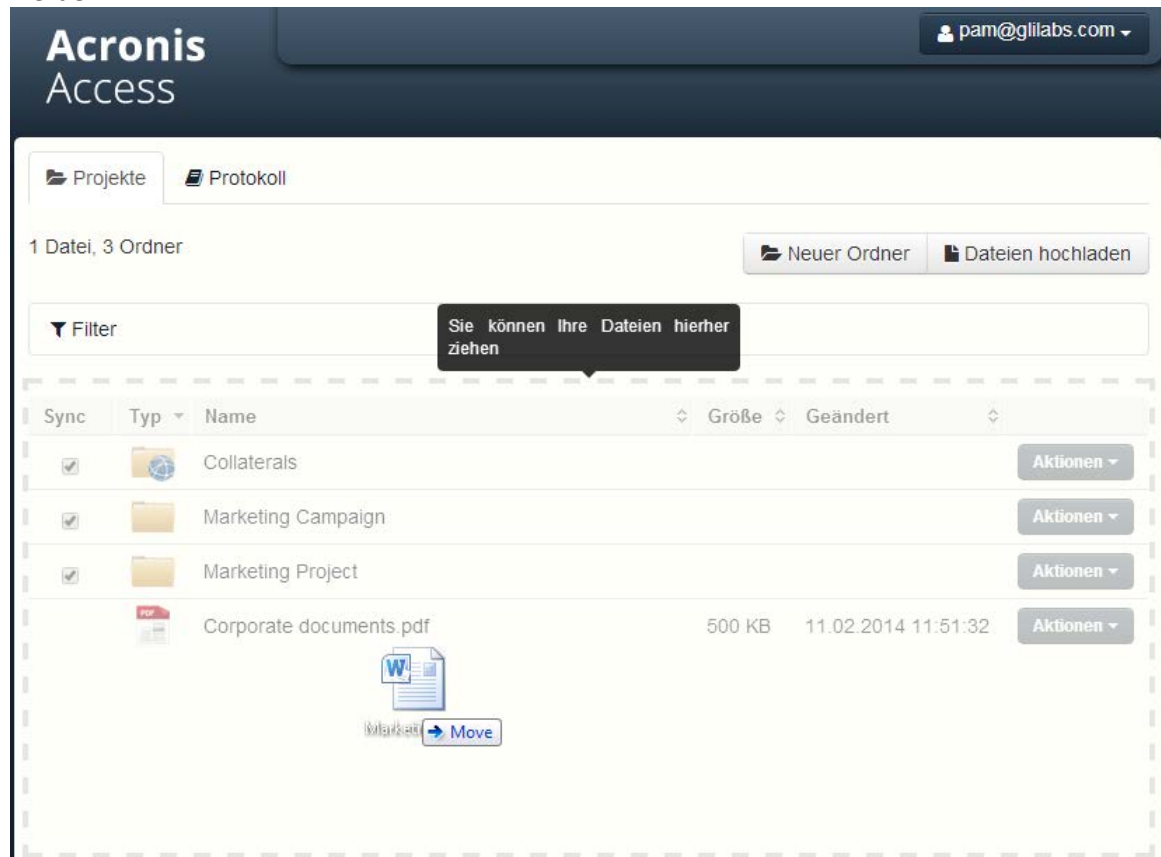 Acronis
Access
pam@glilabs.com
Projekte
Protokoll
1 Datei, 3 Ordner
Neuer Ordner
Dateien hochladen
Filter
Sie können Ihre Dateien hierher
ziehen
Sync Typ Name Größe Geändert
Collaterals Aktionen
Marketing Campaign Aktionen
Marketing Project Aktionen
PDF
Corporate documents.pdf 500 KB 11.02.2014 11:51:32 Aktionen
W
Move